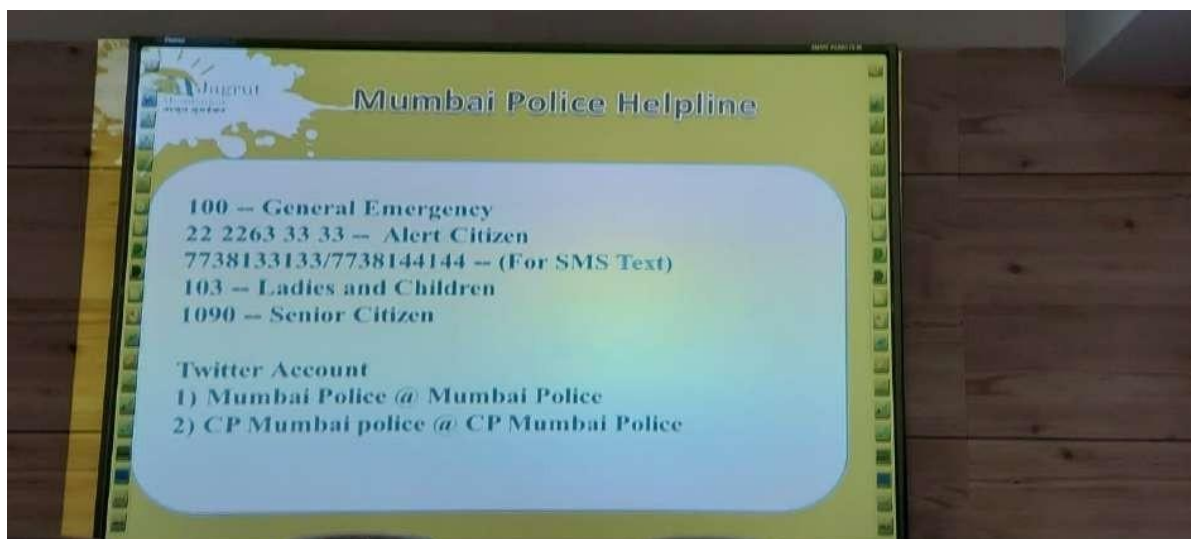 Jagrut
Mumbai Police Helpline
100 -- General Emergency
22 2263 33 33 -- Alert Citizen
7738133133/7738144144 -- (For SMS Text)
103 -- Ladies and Children
1090 -- Senior Citizen
Twitter Account
1) Mumbai Police @ Mumbai Police
2) CP Mumbai police @ CP Mumbai Police